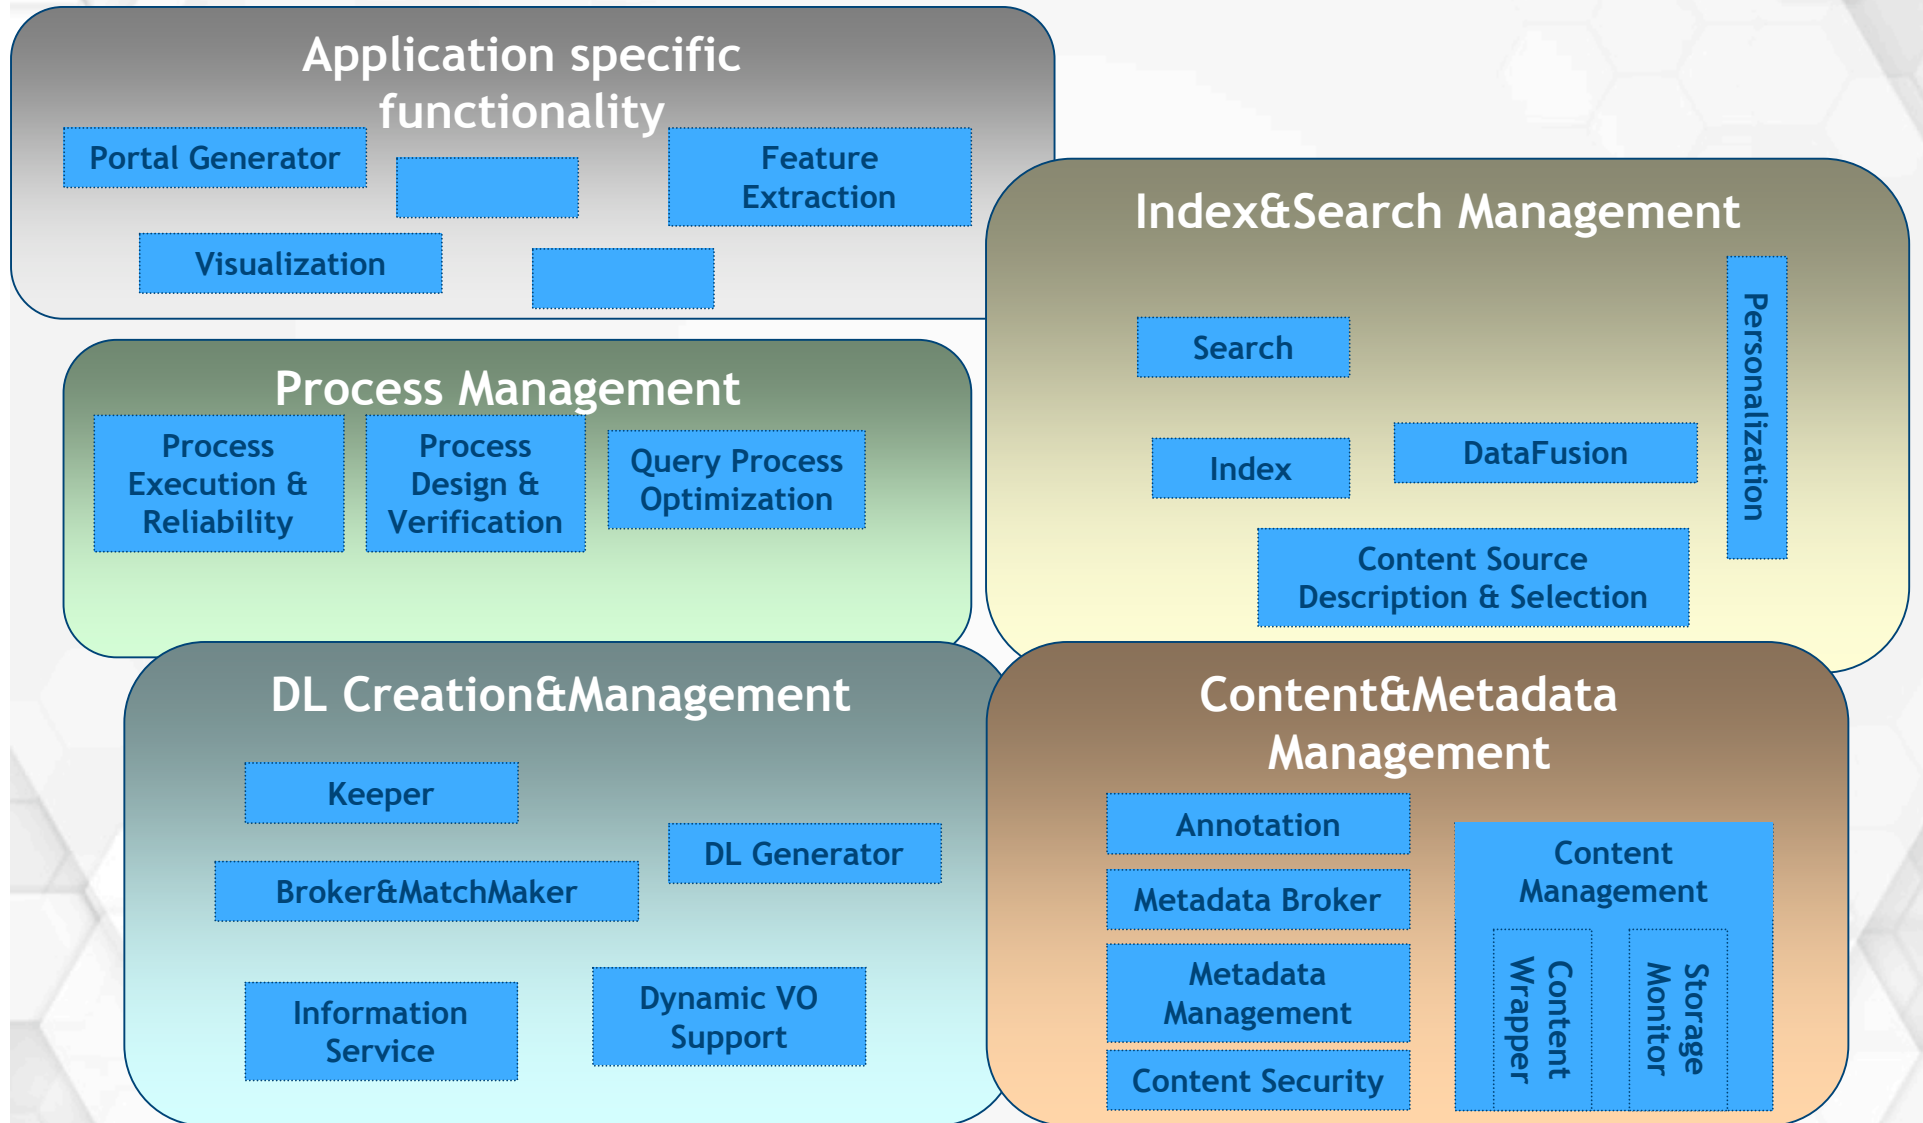 Application specific
functionality
Portal Generator
Feature
Extraction
Visualization
Index&Search Management
Search
Personalization
Index
DataFusion
Content Source
Description & Selection
Process Management
Process
Execution &
Reliability
Process
Design &
Verification
Query Process
Optimization
DL Creation&Management
Keeper
DL Generator
Broker&MatchMaker
Information
Service
Dynamic VO
Support
Content&Metadata
Management
Annotation
Metadata Broker
Metadata
Management
Content Security
Content
Management
Content
Wrapper
Storage
Monitor